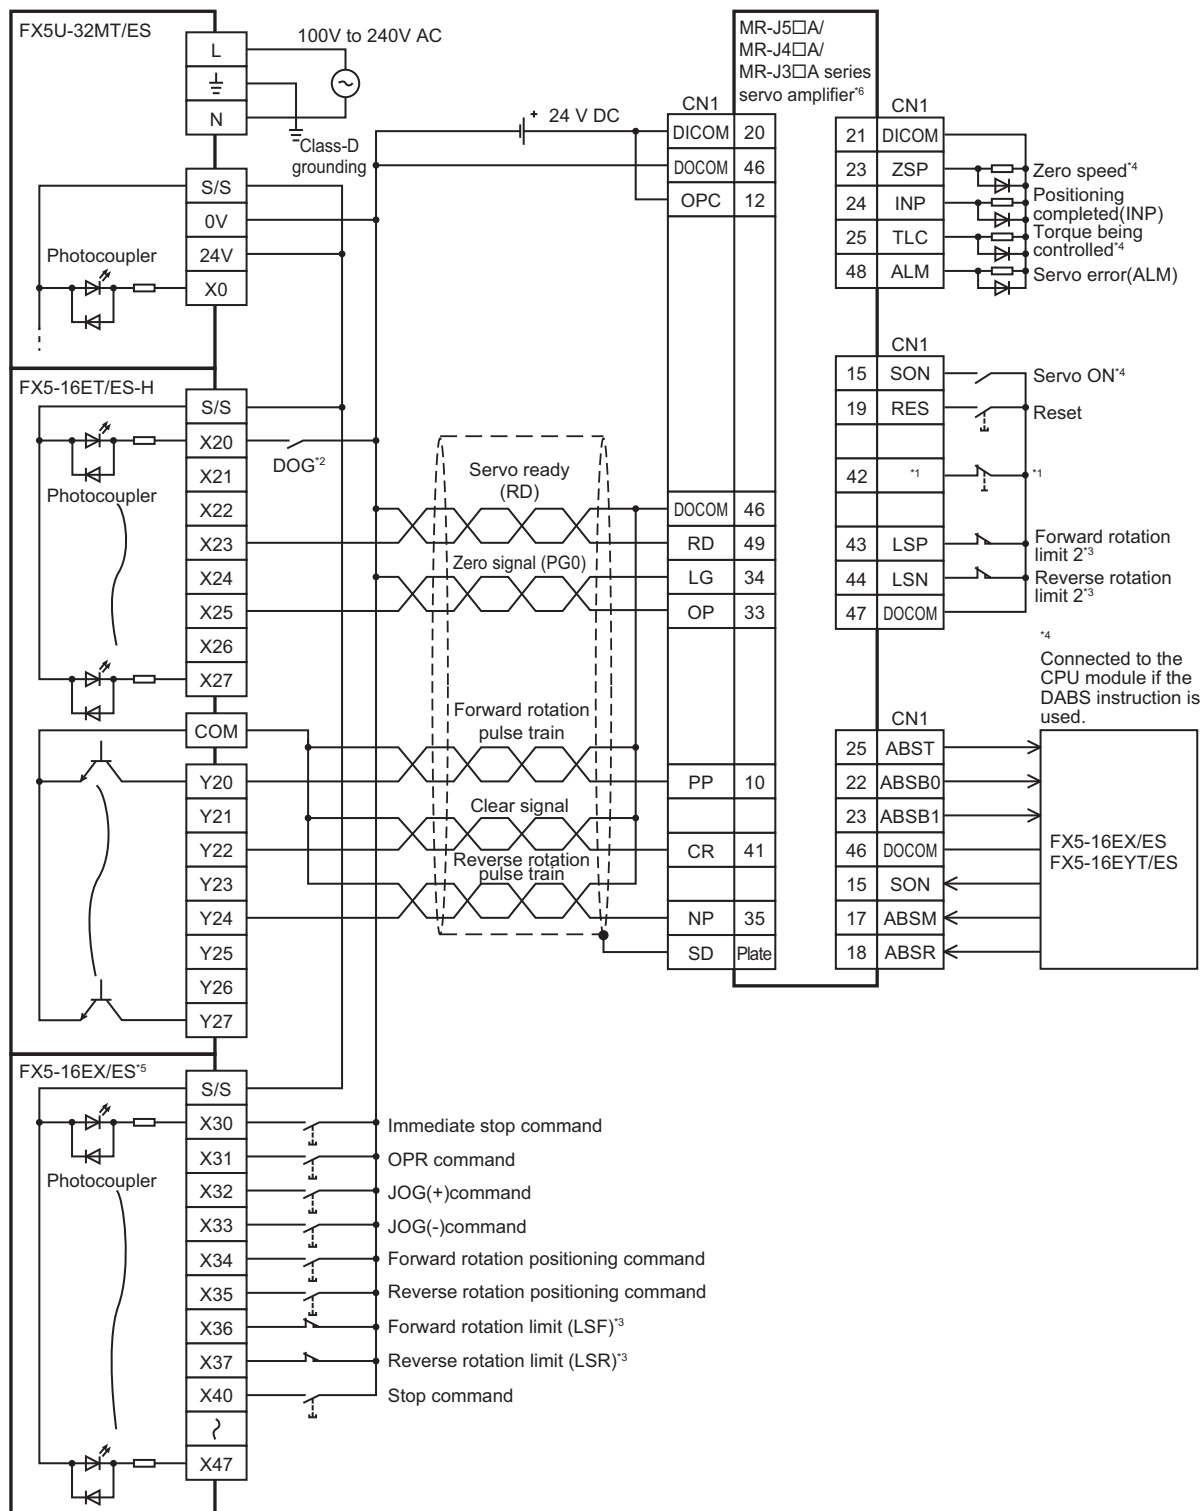 FX5U-32MT/ES
L
N
100V to 240V AC
Class-D
grounding
S/S
0V
24V
X0
Photocoupler
FX5-16ET/ES-H
S/S
X20
X21
X22
X23
X24
X25
X26
X27
Photocoupler
DOG*2
COM
Y20
Y21
Y22
Y23
Y24
Y25
Y26
Y27
FX5-16EX/ES*5
S/S
X30
X31
X32
X33
X34
X35
X36
X37
X40
X47
Photocoupler
Immediate stop command
OPR command
JOG(+)command
JOG(-)command
Forward rotation positioning command
Reverse rotation positioning command
Forward rotation limit (LSF)*3
Reverse rotation limit (LSR)*3
Stop command
+ 24 V DC
Servo ready
(RD)
Zero signal (PG0)
Forward rotation
pulse train
Clear signal
Reverse rotation
pulse train
MR-J5□A/
MR-J4□A/
MR-J3□A series
servo amplifier*6
CN1
DICOM 20
DOCOM 46
OPC 12
DOCOM 46
RD 49
LG 34
OP 33
PP 10
CR 41
NP 35
SD Plate
CN1
21 DICOM
23 ZSP
24 INP
25 TLC
48 ALM
Zero speed*4
Positioning
completed(INP)
Torque being
controlled*4
Servo error(ALM)
CN1
15 SON
19 RES
42 *1
43 LSP
44 LSN
47 DOCOM
Servo ON*4
Reset
*1
Forward rotation
limit 2*3
Reverse rotation
limit 2*3
*4
Connected to the
CPU module if the
DABS instruction is
used.
CN1
25 ABST
22 ABSB0
23 ABSB1
46 DOCOM
15 SON
17 ABSM
18 ABSR
FX5-16EX/ES
FX5-16EYT/ES